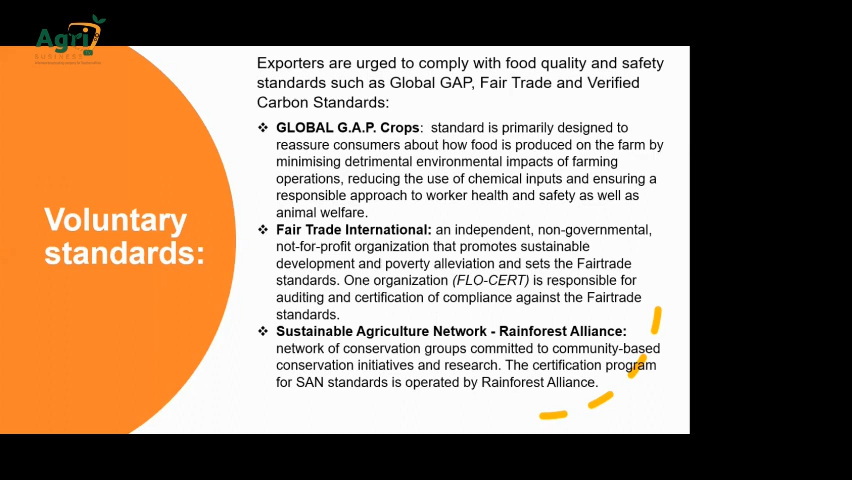 Agri
BUSINESS
Exporters are urged to comply with food quality and safety
standards such as Global GAP, Fair Trade and Verified
Carbon Standards:
❖ GLOBAL G.A.P. Crops:  standard is primarily designed to
reassure consumers about how food is produced on the farm by
minimising detrimental environmental impacts of farming
operations, reducing the use of chemical inputs and ensuring a
responsible approach to worker health and safety as well as
animal welfare.
❖ Fair Trade International: an independent, non-governmental,
not-for-profit organization that promotes sustainable
development and poverty alleviation and sets the Fairtrade
standards. One organization (FLO-CERT) is responsible for
auditing and certification of compliance against the Fairtrade
standards.
❖ Sustainable Agriculture Network - Rainforest Alliance:
network of conservation groups committed to community-based
conservation initiatives and research. The certification program
for SAN standards is operated by Rainforest Alliance.
Voluntary
standards: